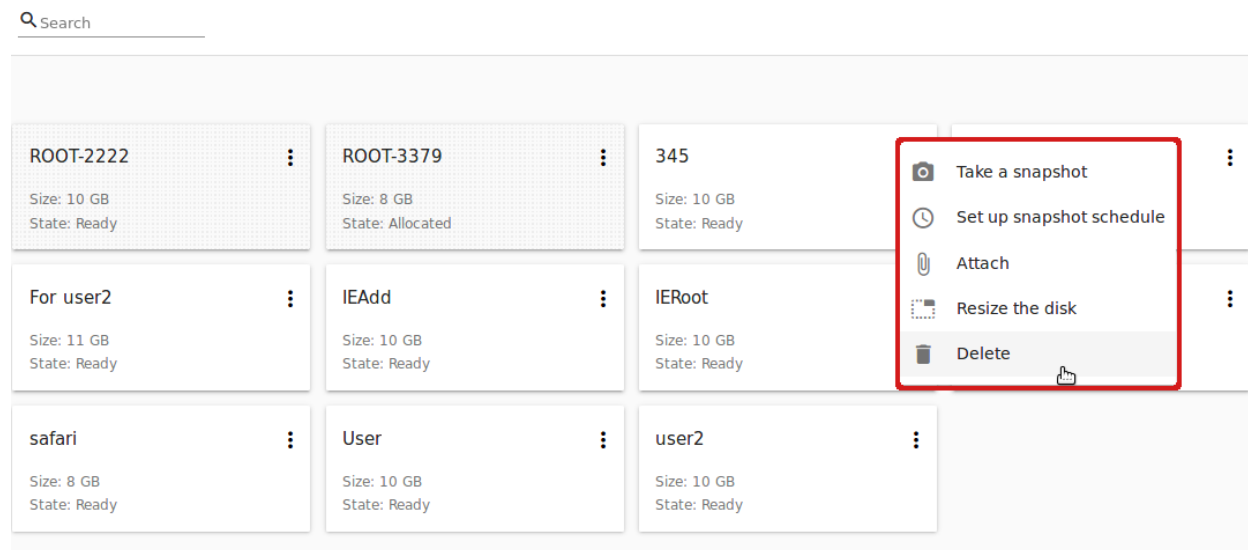 Search
ROOT-2222
Size: 10 GB
State: Ready
ROOT-3379
Size: 8 GB
State: Allocated
345
Size: 10 GB
State: Ready
Take a snapshot
Set up snapshot schedule
Attach
Resize the disk
Delete
For user2
Size: 11 GB
State: Ready
IEAdd
Size: 10 GB
State: Ready
IERoot
Size: 10 GB
State: Ready
safari
Size: 8 GB
State: Ready
User
Size: 10 GB
State: Ready
user2
Size: 10 GB
State: Ready